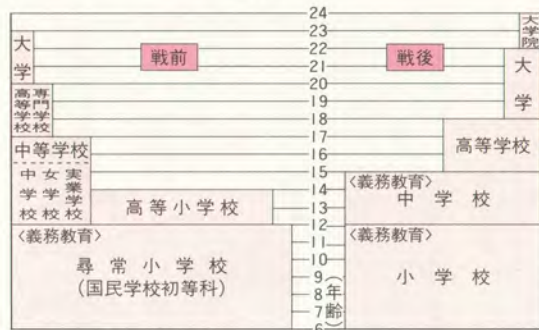 24
23
22
21
20
19
18
17
16
15
14
13
12
11
10
9
8
7
6
(年齢)
戦前
大学
高等学校
専門学校
中等学校
中学校
女学校
実業学校
高等小学校
〈義務教育〉
尋常小学校
(国民学校初等科)
戦後
大学院
大学
高等学校
〈義務教育〉
中学校
〈義務教育〉
小学校